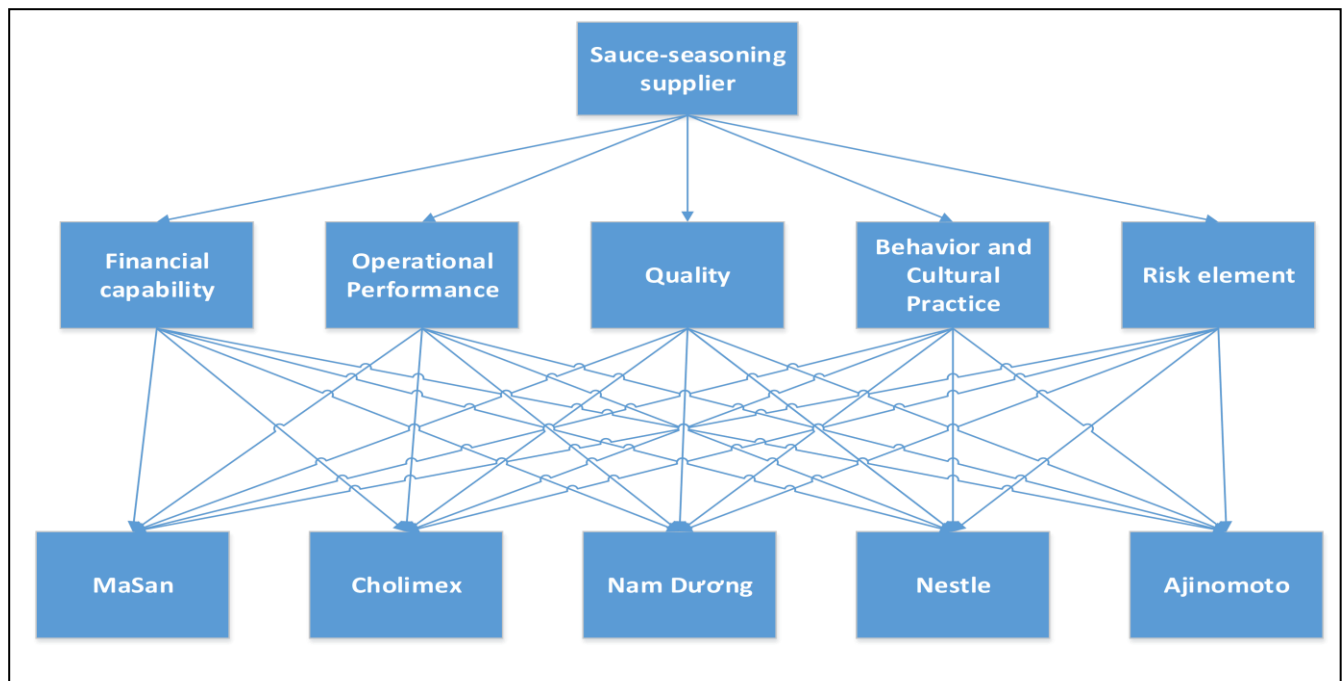 Sauce-seasoning
supplier
Financial
capability
Operational
Performance
Quality
Behavior and
Cultural
Practice
Risk element
MaSan
Cholimex
Nam Dương
Nestle
Ajinomoto